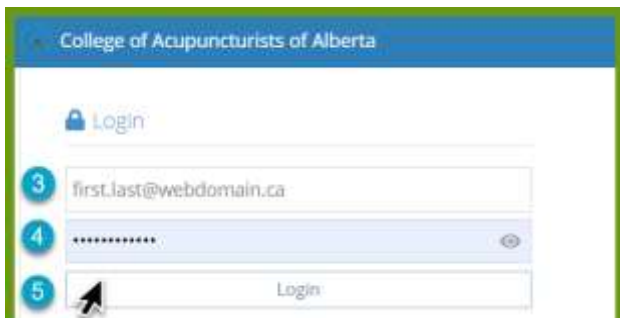 College of Acupuncturists of Alberta
Login
3 first.last@webdomain.ca
4 ••••••••••••
5 Login